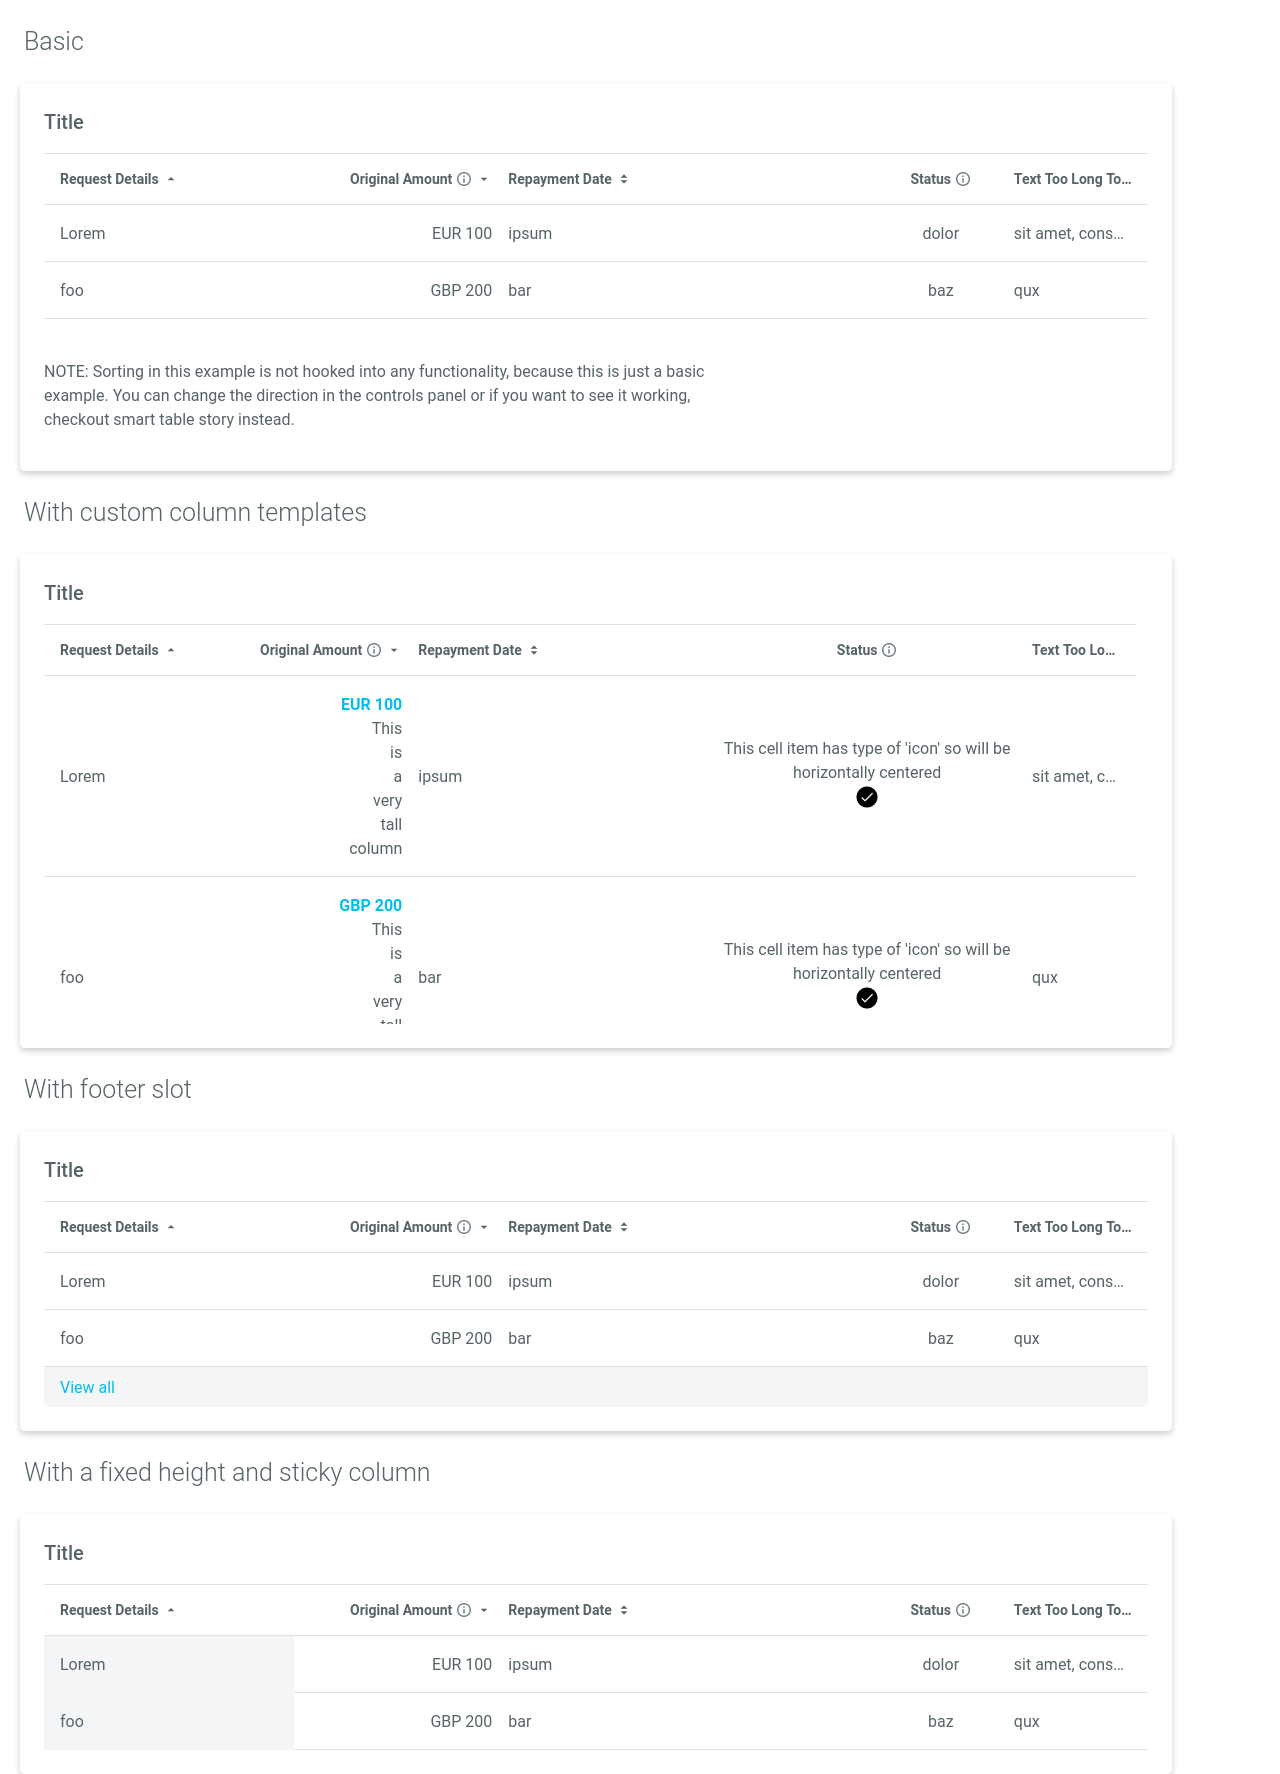 Basic
Title
Request Details Original Amount Repayment Date Status Text Too Long To...
Lorem EUR 100 ipsum dolor sit amet, cons...
foo GBP 200 bar baz qux
NOTE: Sorting in this example is not hooked into any functionality, because this is just a basic
example. You can change the direction in the controls panel or if you want to see it working,
checkout smart table story instead.
With custom column templates
Title
Request Details Original Amount Repayment Date Status Text Too Lo...
EUR 100
This
is
a
very
tall
column
Lorem
ipsum
This cell item has type of 'icon' so will be
horizontally centered
sit amet, c...
GBP 200
This
is
a
very
tall
foo
bar
This cell item has type of 'icon' so will be
horizontally centered
qux
With footer slot
Title
Request Details Original Amount Repayment Date Status Text Too Long To...
Lorem EUR 100 ipsum dolor sit amet, cons...
foo GBP 200 bar baz qux
View all
With a fixed height and sticky column
Title
Request Details Original Amount Repayment Date Status Text Too Long To...
Lorem EUR 100 ipsum dolor sit amet, cons...
foo GBP 200 bar baz qux